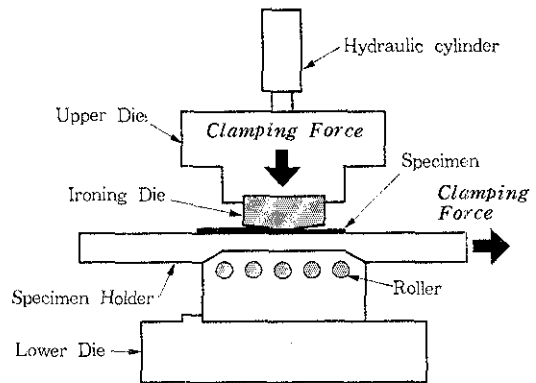 Hydraulic cylinder
Upper Die
Clamping Force
Specimen
Ironing Die
Clamping
Force
Specimen Holder
Roller
Lower Die